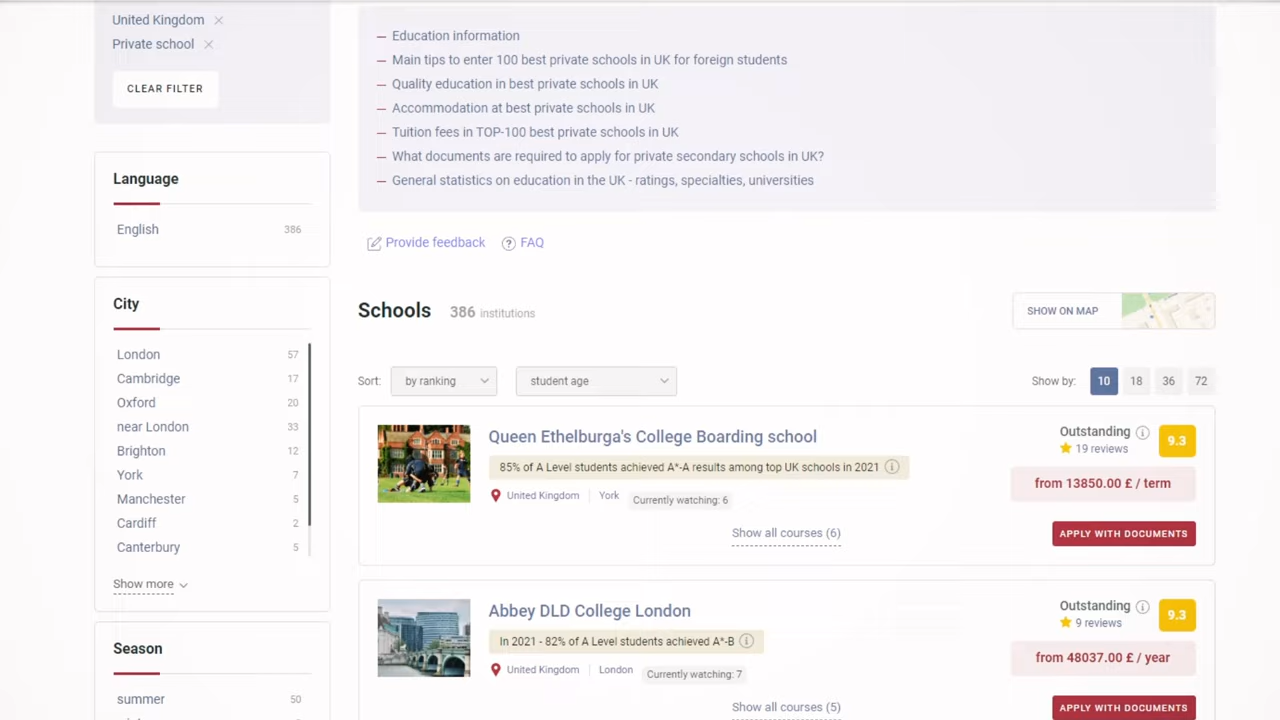 United Kingdom
Private school
CLEAR FILTER
Language
English 386
City
London 57
Cambridge 17
Oxford 20
near London 33
Brighton 12
York 7
Manchester 5
Cardiff 2
Canterbury 5
Show more
Season
summer 50
— Education information
— Main tips to enter 100 best private schools in UK for foreign students
— Quality education in best private schools in UK
— Accommodation at best private schools in UK
— Tuition fees in TOP-100 best private schools in UK
— What documents are required to apply for private secondary schools in UK?
— General statistics on education in the UK - ratings, specialties, universities
Provide feedback ? FAQ
Schools 386 institutions
SHOW ON MAP
Sort: by ranking student age
Show by: 10 18 36 72
Queen Ethelburga's College Boarding school
85% of A Level students achieved A*-A results among top UK schools in 2021
United Kingdom York Currently watching: 6
Show all courses (6)
Outstanding
19 reviews
9.3
from 13850.00 £ / term
APPLY WITH DOCUMENTS
Abbey DLD College London
In 2021 - 82% of A Level students achieved A*-B
United Kingdom London Currently watching: 7
Show all courses (5)
Outstanding
9 reviews
9.3
from 48037.00 £ / year
APPLY WITH DOCUMENTS